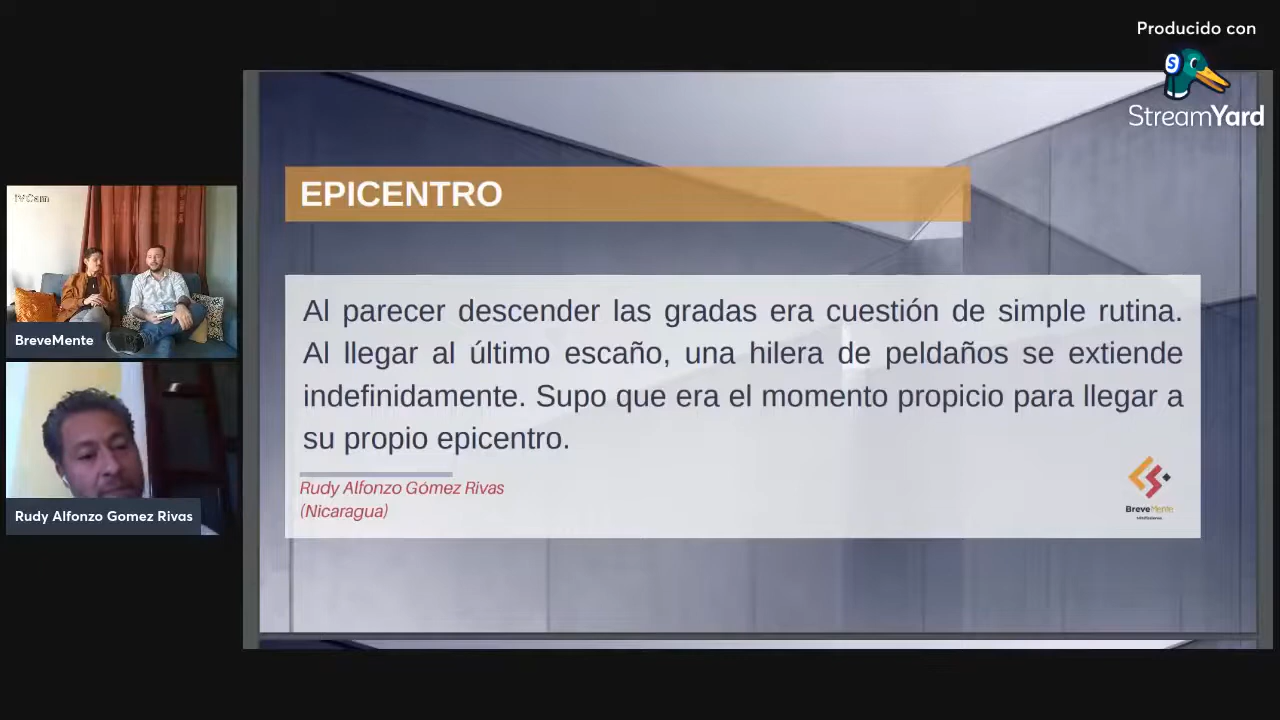 Producido con
StreamYard
iVCam
BreveMente
Rudy Alfonzo Gomez Rivas
EPICENTRO
Al parecer descender las gradas era cuestión de simple rutina.
Al llegar al último escaño, una hilera de peldaños se extiende
indefinidamente. Supo que era el momento propicio para llegar a
su propio epicentro.
Rudy Alfonzo Gómez Rivas
(Nicaragua)
BreveMente